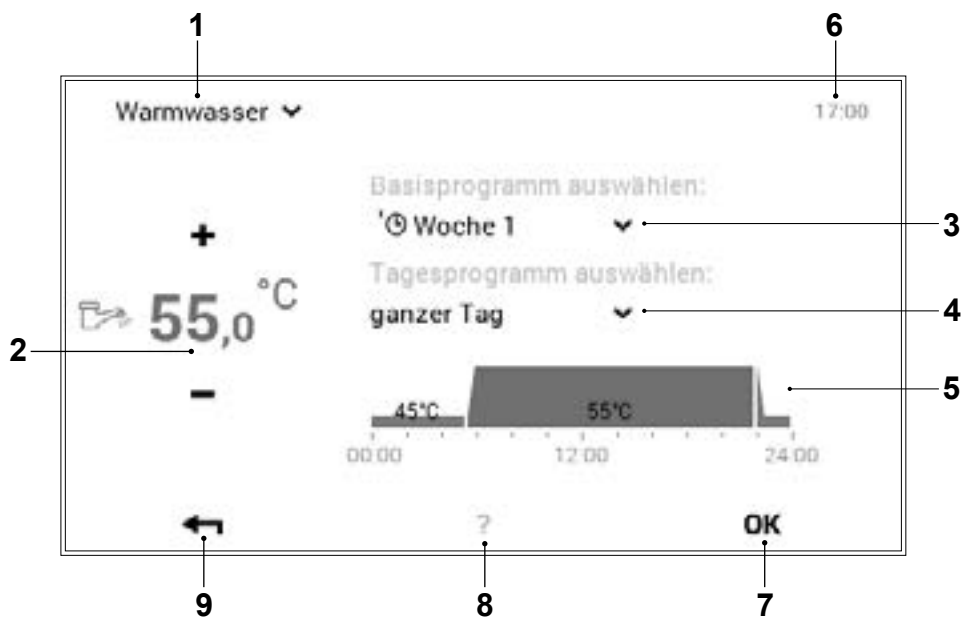 1 6
Warmwasser 17:00
Basisprogramm auswählen:
Woche 1 3
+
Tagesprogramm auswählen:
55,0 °C
ganzer Tag 4
2
5
−
45°C 55°C
00:00 12:00 24:00
? OK
9 8 7